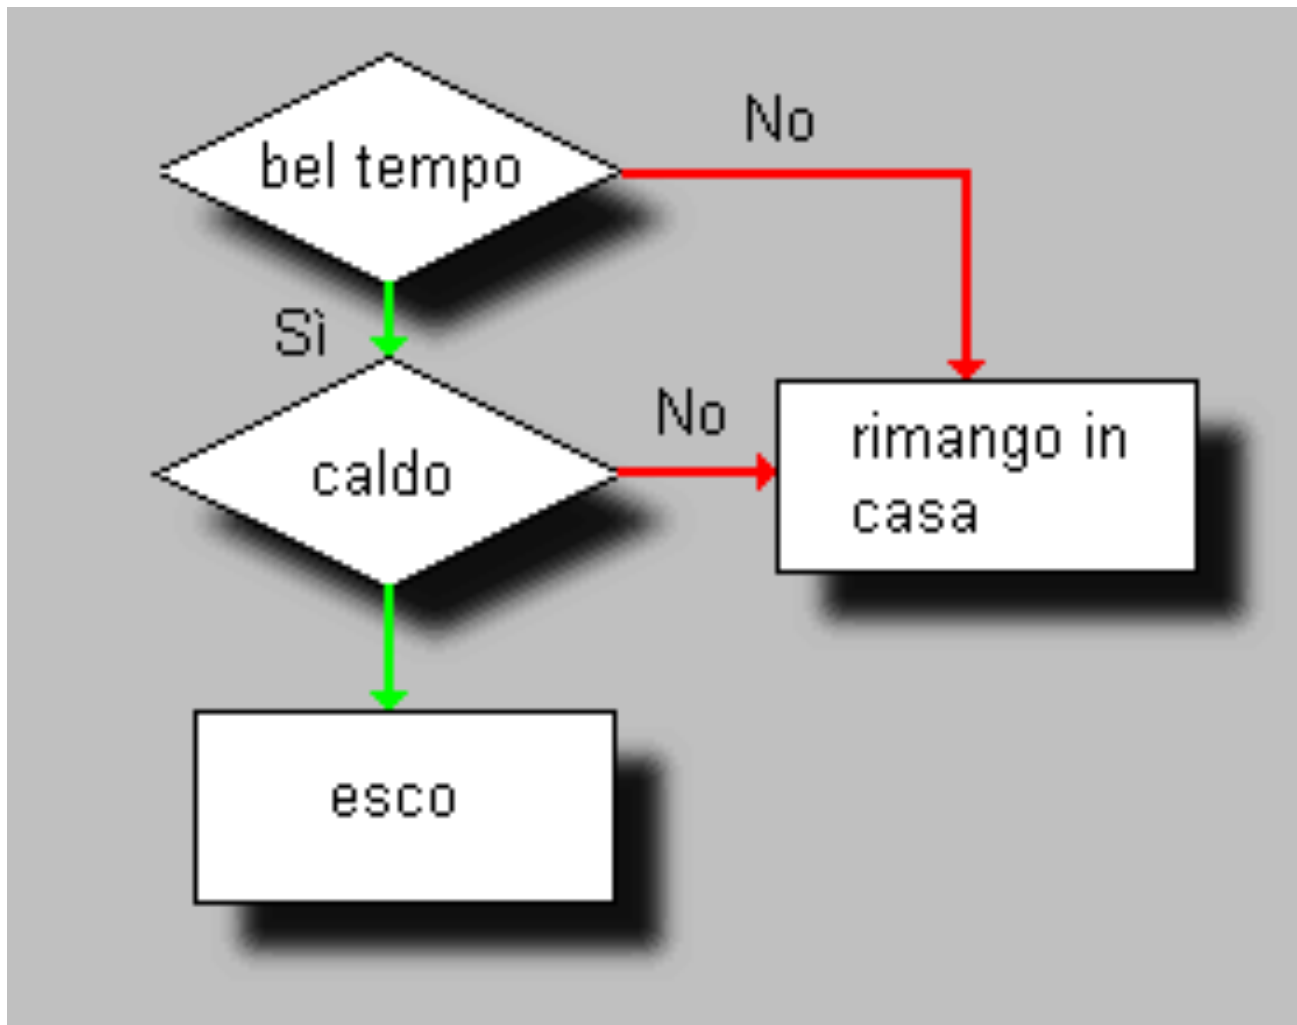 bel tempo
No
Sì
caldo
No
rimango in
casa
esco